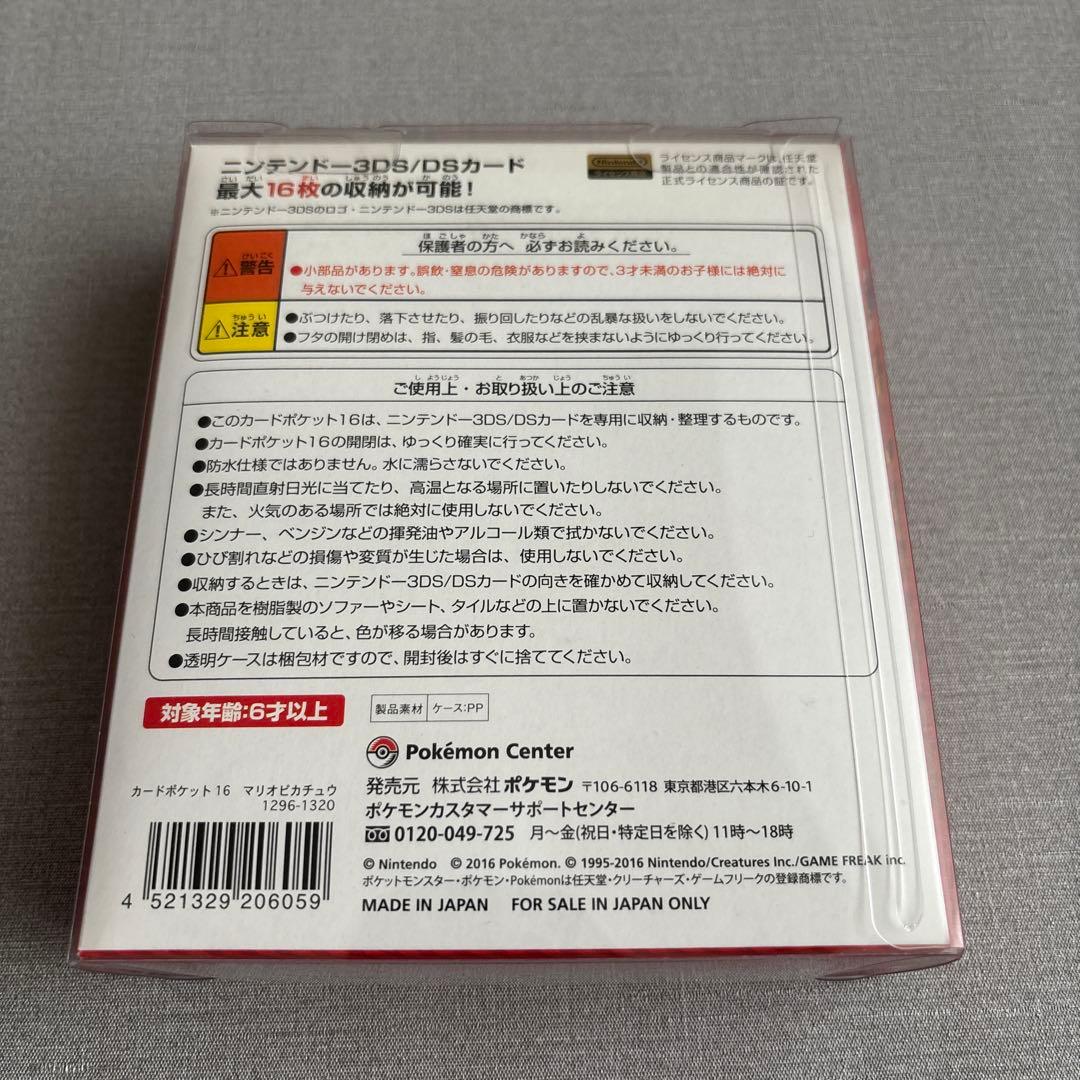 ニンテンドー3DS/DSカード
最大16枚の収納が可能！
※ニンテンドー3DSのロゴ・ニンテンドー3DSは任天堂の商標です。
Nintendo
ライセンス商品マークは、任天堂
製品との適合性が確認された
正式ライセンス商品の証です。
保護者の方へ 必ずお読みください。
警告
●小部品があります。誤飲・窒息の危険がありますので、3才未満のお子様には絶対に
与えないでください。
注意
●ぶつけたり、落下させたり、振り回したりなどの乱暴な扱いをしないでください。
●フタの開け閉めは、指、髪の毛、衣服などを挟まないようにゆっくり行ってください。
ご使用上・お取り扱い上のご注意
●このカードポケット16は、ニンテンドー3DS/DSカードを専用に収納・整理するものです。
●カードポケット16の開閉は、ゆっくり確実に行ってください。
●防水仕様ではありません。水に濡らさないでください。
●長時間直射日光に当てたり、高温となる場所に置いたりしないでください。
また、火気のある場所では絶対に使用しないでください。
●シンナー、ベンジンなどの揮発油やアルコール類で拭かないでください。
●ひび割れなどの損傷や変質が生じた場合は、使用しないでください。
●収納するときは、ニンテンドー3DS/DSカードの向きを確かめて収納してください。
●本商品を樹脂製のソファーやシート、タイルなどの上に置かないでください。
長時間接触していると、色が移る場合があります。
●透明ケースは梱包材ですので、開封後はすぐに捨ててください。
対象年齢:6才以上
製品素材 ケース:PP
Pokémon Center
発売元 株式会社ポケモン 〒106-6118 東京都港区六本木6-10-1
ポケモンカスタマーサポートセンター
0120-049-725 月〜金(祝日・特定日を除く)11時〜18時
カードポケット16 マリオピカチュウ
1296-1320
4 521329 206059
© Nintendo © 2016 Pokémon. © 1995-2016 Nintendo/Creatures Inc./GAME FREAK inc.
ポケットモンスター・ポケモン・Pokémonは任天堂・クリーチャーズ・ゲームフリークの登録商標です。
MADE IN JAPAN FOR SALE IN JAPAN ONLY